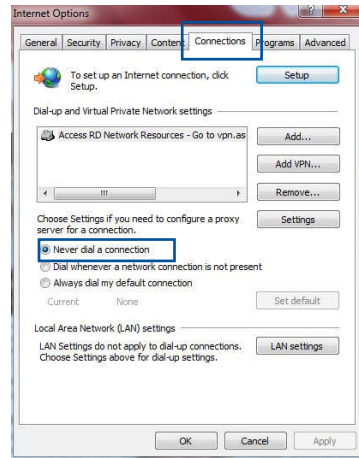 Internet Options
General Security Privacy Content Connections Programs Advanced
To set up an Internet connection, click
Setup.
Setup
Dial-up and Virtual Private Network settings
Access RD Network Resources - Go to vpn.as
Add...
Add VPN...
Remove...
Choose Settings if you need to configure a proxy
server for a connection.
Settings
Never dial a connection
Dial whenever a network connection is not present
Always dial my default connection
Current None
Set default
Local Area Network (LAN) settings
LAN Settings do not apply to dial-up connections.
Choose Settings above for dial-up settings.
LAN settings
OK Cancel Apply